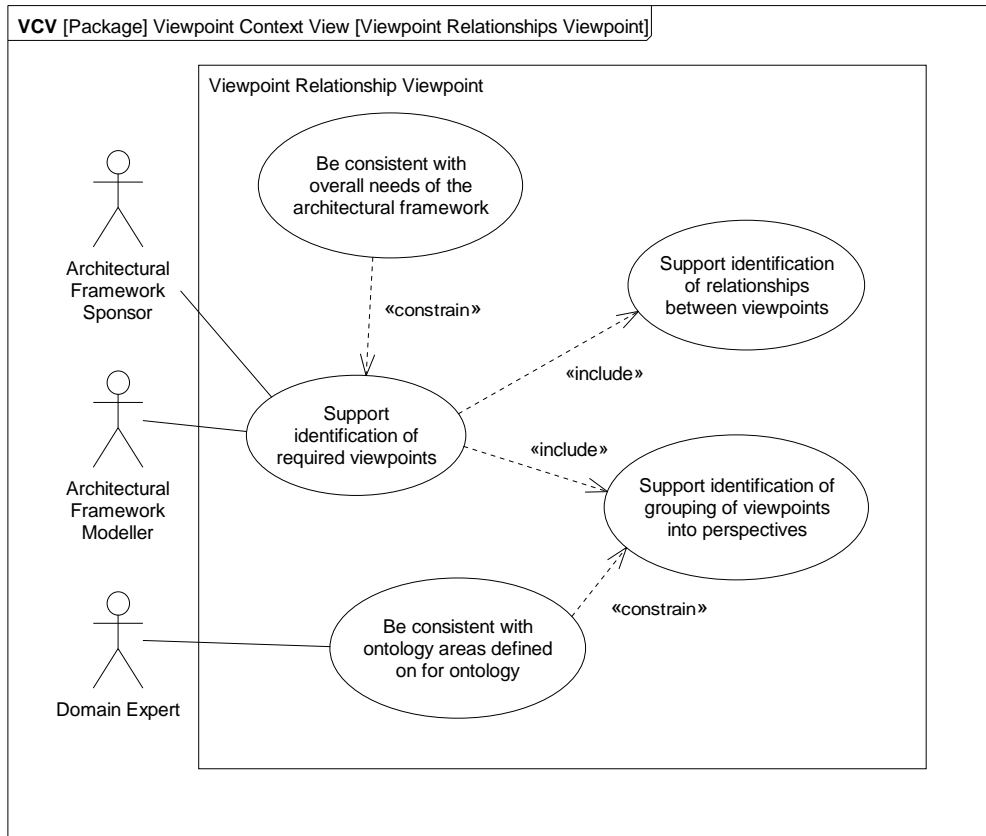 VCV [Package] Viewpoint Context View [Viewpoint Relationships Viewpoint]
Viewpoint Relationship Viewpoint
Be consistent with
overall needs of the
architectural framework
Architectural
Framework
Sponsor
Support identification
of relationships
between viewpoints
«constrain»
«include»
Support
identification of
required viewpoints
«include»
Architectural
Framework
Modeller
Support identification of
grouping of viewpoints
into perspectives
«constrain»
Be consistent with
ontology areas defined
on for ontology
Domain Expert